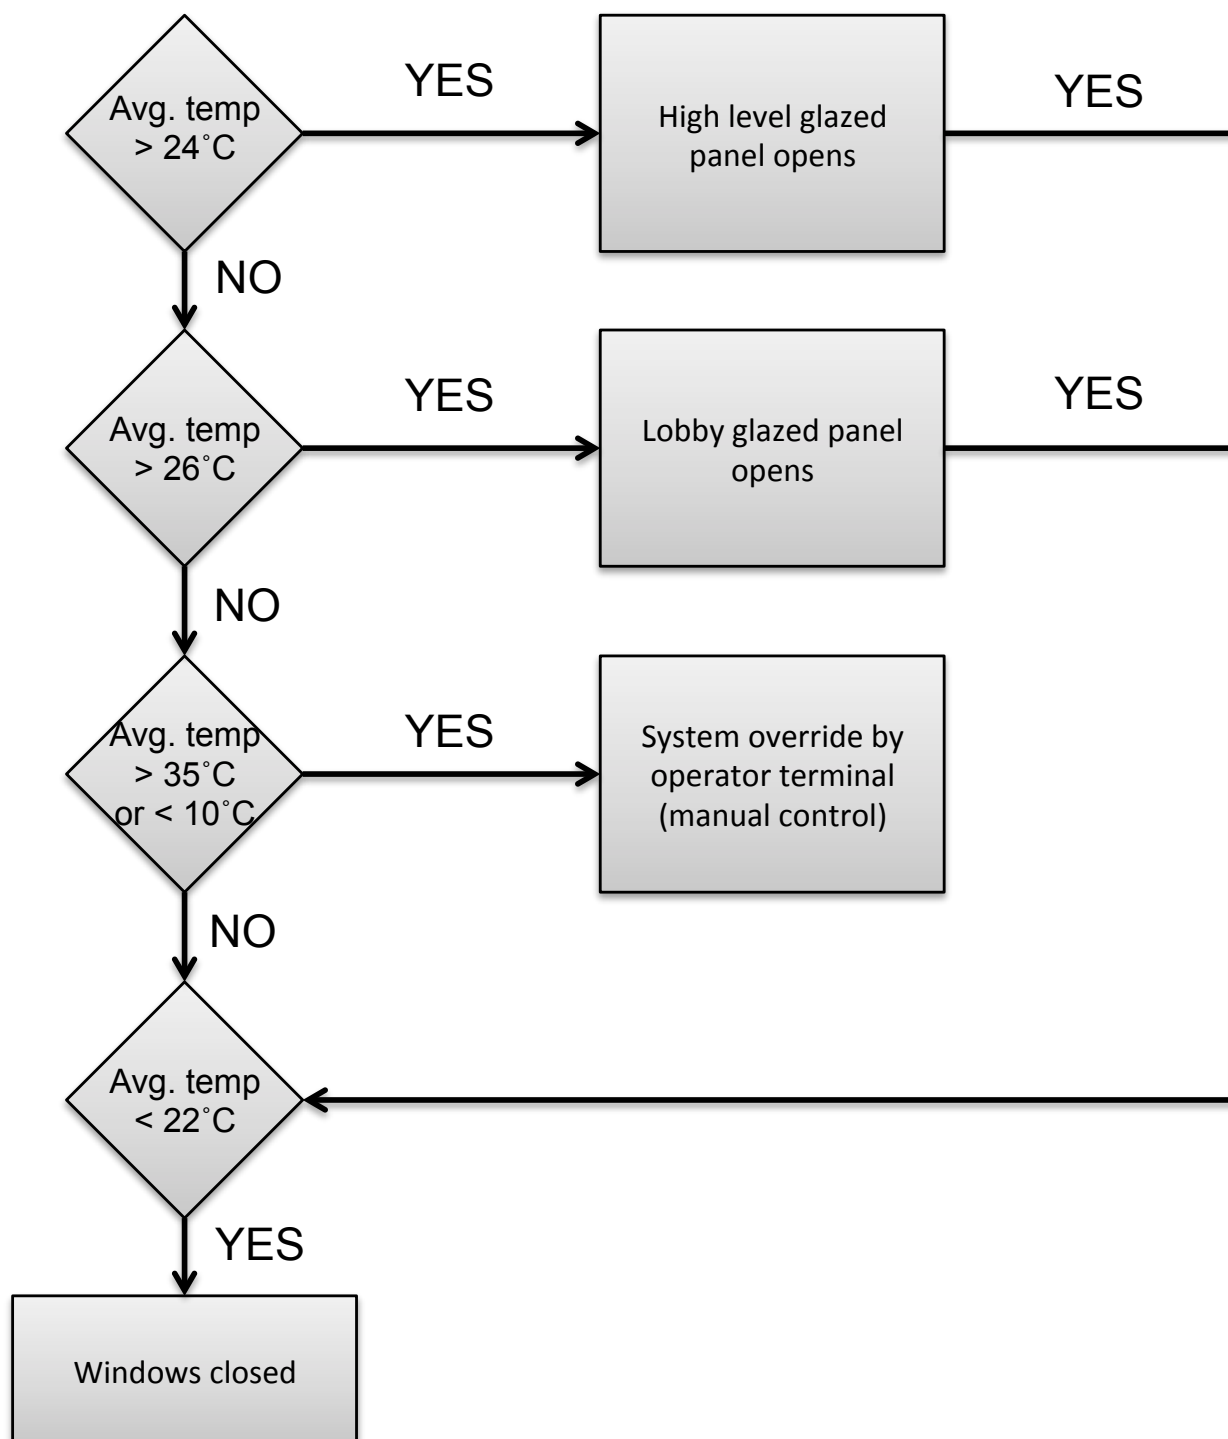 Avg. temp
> 24˚C
YES
High level glazed
panel opens
YES
NO
Avg. temp
> 26˚C
YES
Lobby glazed panel
opens
YES
NO
Avg. temp
> 35˚C
or < 10˚C
YES
System override by
operator terminal
(manual control)
NO
Avg. temp
< 22˚C
YES
Windows closed